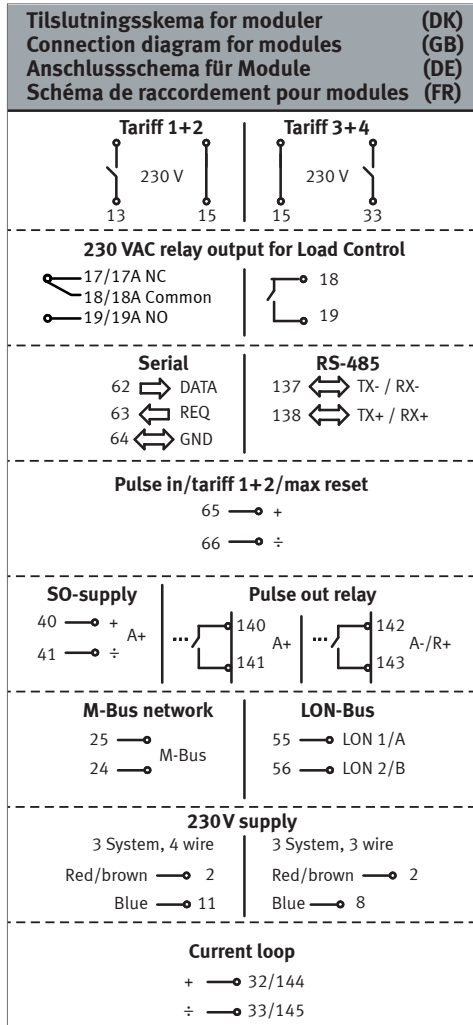 Tilslutningsskema for moduler (DK)
Connection diagram for modules (GB)
Anschlussschema für Module (DE)
Schéma de raccordement pour modules (FR)
Tariff 1+2
230 V
13 15
Tariff 3+4
230 V
15 33
230 VAC relay output for Load Control
17/17A NC
18/18A Common
19/19A NO
18
19
Serial
62 DATA
63 REQ
64 GND
RS-485
137 TX- / RX-
138 TX+ / RX+
Pulse in/tariff 1+2/max reset
65 +
66 ÷
SO-supply
40 +
A+
41 ÷
Pulse out relay
... 140
A+
141
... 142
A-/R+
143
M-Bus network
25
M-Bus
24
LON-Bus
55 LON 1/A
56 LON 2/B
230 V supply
3 System, 4 wire
Red/brown 2
Blue 11
3 System, 3 wire
Red/brown 2
Blue 8
Current loop
+ 32/144
÷ 33/145